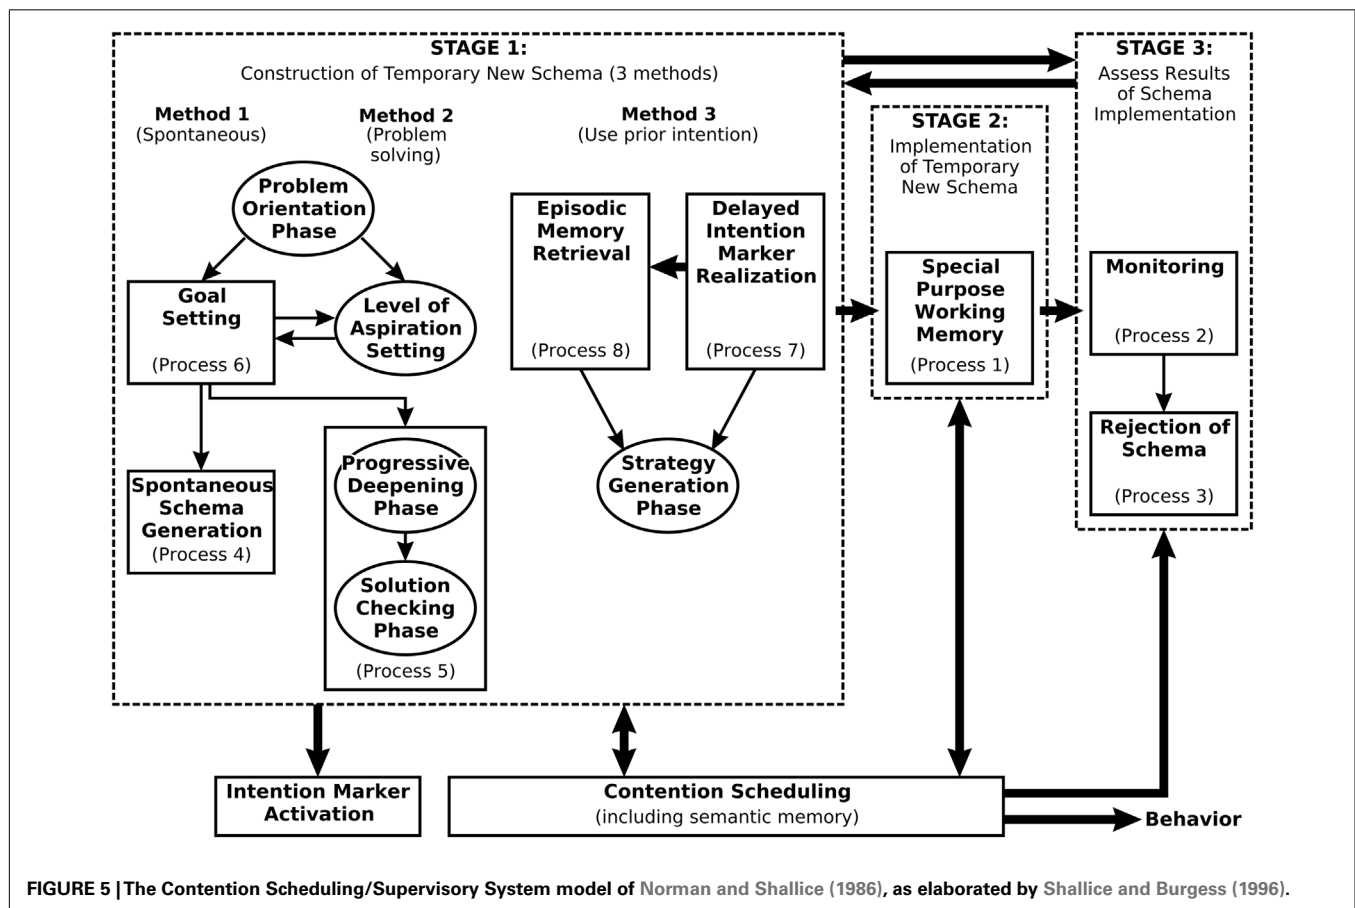 STAGE 1:
Construction of Temporary New Schema (3 methods)
Method 1
(Spontaneous)
Method 2
(Problem
solving)
Method 3
(Use prior intention)
Problem
Orientation
Phase
Goal
Setting
(Process 6)
Level of
Aspiration
Setting
Spontaneous
Schema
Generation
(Process 4)
Progressive
Deepening
Phase
Solution
Checking
Phase
(Process 5)
Episodic
Memory
Retrieval
(Process 8)
Delayed
Intention
Marker
Realization
(Process 7)
Strategy
Generation
Phase
STAGE 2:
Implementation
of Temporary
New Schema
Special
Purpose
Working
Memory
(Process 1)
STAGE 3:
Assess Results
of Schema
Implementation
Monitoring
(Process 2)
Rejection of
Schema
(Process 3)
Intention Marker
Activation
Contention Scheduling
(including semantic memory)
Behavior
FIGURE 5 | The Contention Scheduling/Supervisory System model of Norman and Shallice (1986), as elaborated by Shallice and Burgess (1996).